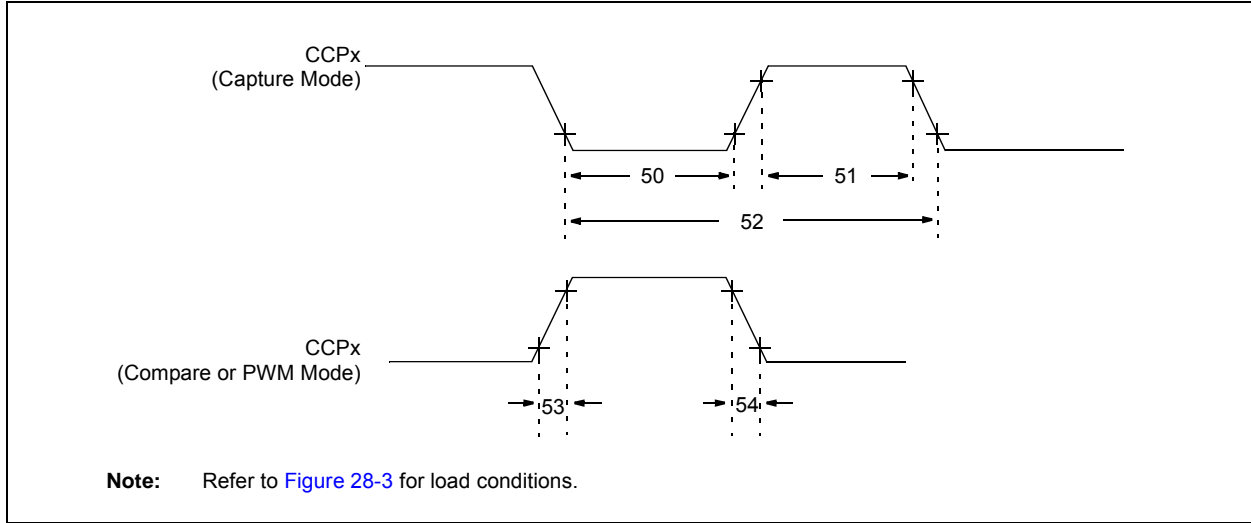 CCPx
(Capture Mode)
50
51
52
CCPx
(Compare or PWM Mode)
53
54
Note: Refer to Figure 28-3 for load conditions.